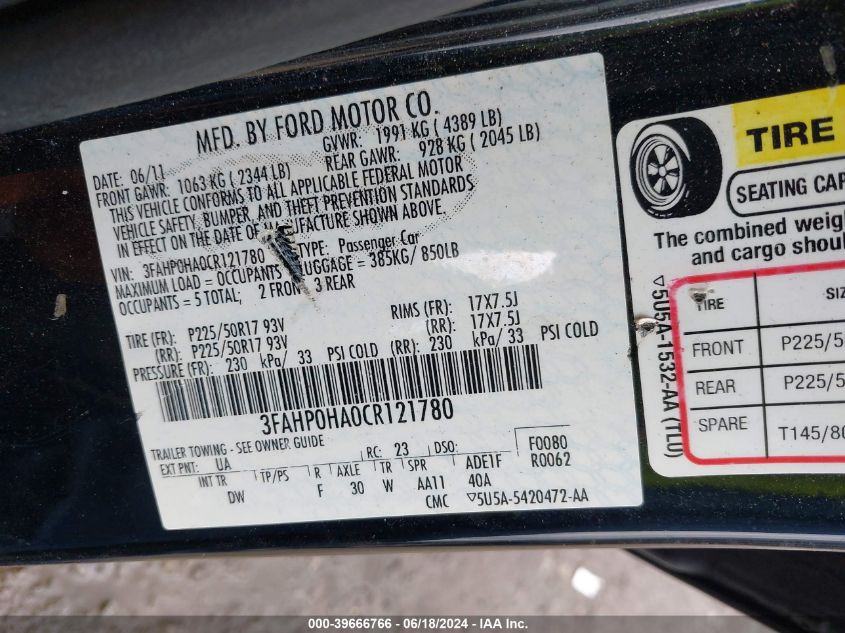 MFD. BY FORD MOTOR CO.
DATE: 06/11 GVWR: 1991 KG ( 4389 LB)
FRONT GAWR: 1063 KG ( 2344 LB) REAR GAWR: 928 KG ( 2045 LB)
THIS VEHICLE CONFORMS TO ALL APPLICABLE FEDERAL MOTOR
VEHICLE SAFETY, BUMPER, AND THEFT PREVENTION STANDARDS
IN EFFECT ON THE DATE OF MANUFACTURE SHOWN ABOVE.
VIN: 3FAHP0HA0CR121780 TYPE: Passenger Car
MAXIMUM LOAD = OCCUPANTS LUGGAGE = 385KG/ 850LB
OCCUPANTS = 5 TOTAL; 2 FRONT 3 REAR
TIRE (FR): P225/50R17 93V RIMS (FR): 17X7.5J
(RR): P225/50R17 93V (RR): 17X7.5J
PRESSURE (FR): 230 kPa/ 33 PSI COLD (RR): 230 kPa/ 33 PSI COLD
3FAHP0HA0CR121780
TRAILER TOWING - SEE OWNER GUIDE
EXT PNT: UA RC: 23 DSO: F0080
R0062
INT TR TP/PS R AXLE TR SPR ADE1F
DW F 30 W AA11 40A
CMC ▽5U5A-5420472-AA
TIRE
SEATING CAP
The combined weig
and cargo shou
▽5U5A-1532-AA (TL0)
TIRE SIZ
FRONT P225/5
REAR P225/5
SPARE T145/80
000-39666766 - 06/18/2024 - IAA Inc.